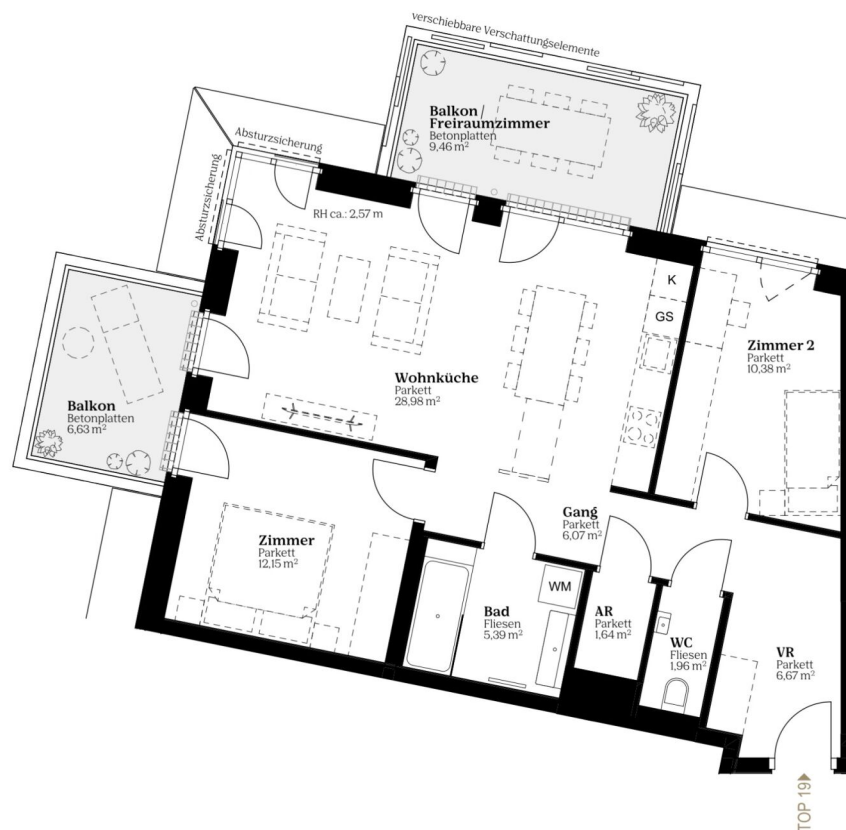 verschiebbare Verschattungselemente
Balkon/
Freiraumzimmer
Betonplatten
9,46 m²
Absturzsicherung
Absturzsicherung
RH ca.: 2,57 m
K
GS
Zimmer 2
Parkett
10,38 m²
Wohnküche
Parkett
28,98 m²
Balkon
Betonplatten
6,63 m²
Gang
Parkett
6,07 m²
Zimmer
Parkett
12,15 m²
WM
Bad
Fliesen
5,39 m²
AR
Parkett
1,64 m²
WC
Fliesen
1,96 m²
VR
Parkett
6,67 m²
TOP 19